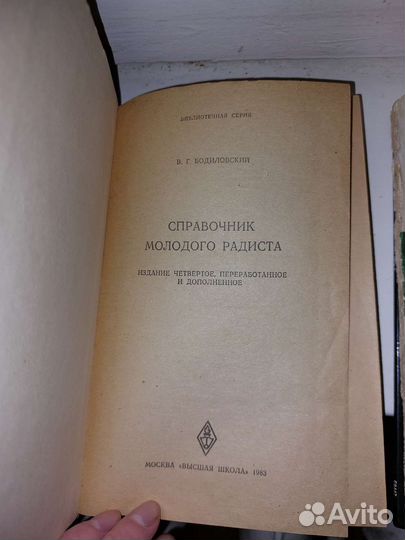 БИБЛИОТЕЧНАЯ СЕРИЯ
В. Г. БОДИЛОВСКИЙ
СПРАВОЧНИК
МОЛОДОГО РАДИСТА
ИЗДАНИЕ ЧЕТВЕРТОЕ, ПЕРЕРАБОТАННОЕ
И ДОПОЛНЕННОЕ
МОСКВА «ВЫСШАЯ ШКОЛА» 1983
Avito